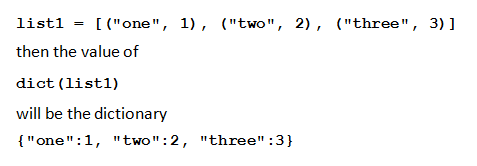 list1 = [("one", 1), ("two", 2), ("three", 3)]
then the value of
dict(list1)
will be the dictionary
{"one":1, "two":2, "three":3}